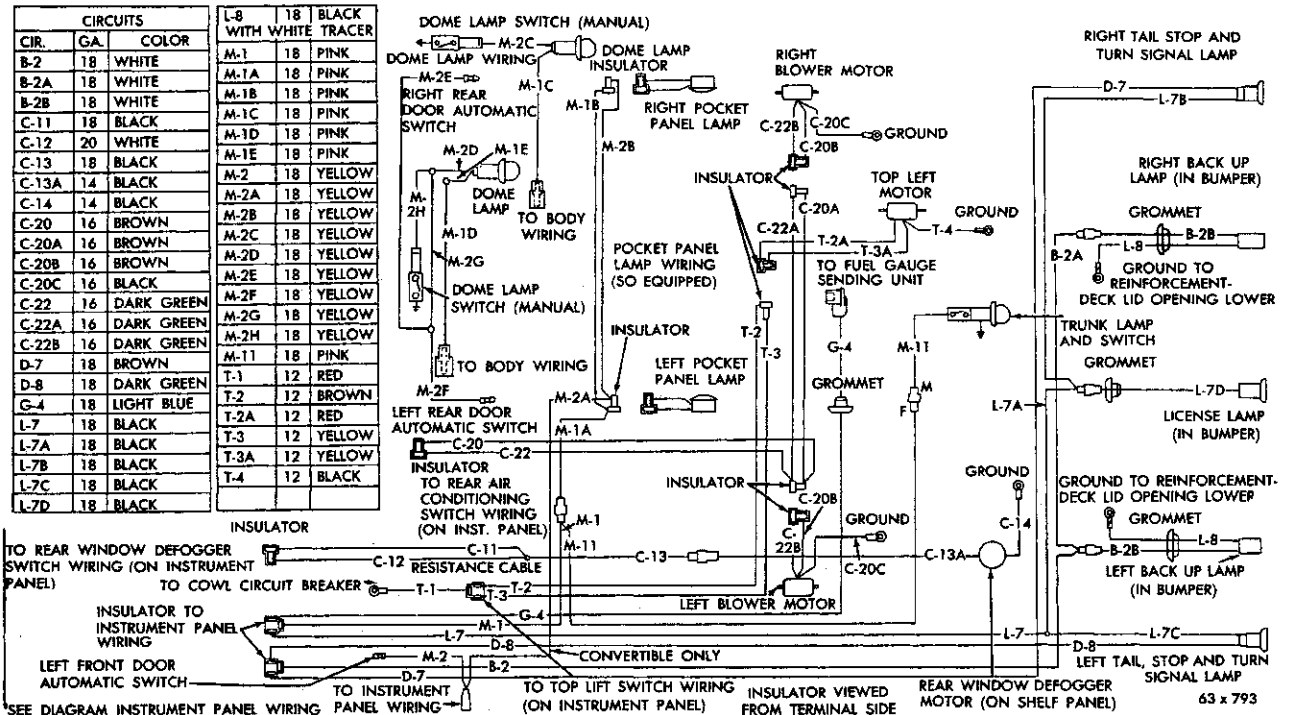 CIRCUITS
CIR. GA. COLOR
B-2 18 WHITE
B-2A 18 WHITE
B-2B 18 WHITE
C-11 18 BLACK
C-12 20 WHITE
C-13 18 BLACK
C-13A 14 BLACK
C-14 14 BLACK
C-20 16 BROWN
C-20A 16 BROWN
C-20B 16 BROWN
C-20C 16 BLACK
C-22 16 DARK GREEN
C-22A 16 DARK GREEN
C-22B 16 DARK GREEN
D-7 18 BROWN
D-8 18 DARK GREEN
G-4 18 LIGHT BLUE
L-7 18 BLACK
L-7A 18 BLACK
L-7B 18 BLACK
L-7C 18 BLACK
L-7D 18 BLACK
L-8 18 BLACK
WITH WHITE TRACER
M-1 18 PINK
M-1A 18 PINK
M-1B 18 PINK
M-1C 18 PINK
M-1D 18 PINK
M-1E 18 PINK
M-2 18 YELLOW
M-2A 18 YELLOW
M-2B 18 YELLOW
M-2C 18 YELLOW
M-2D 18 YELLOW
M-2E 18 YELLOW
M-2F 18 YELLOW
M-2G 18 YELLOW
M-2H 18 YELLOW
M-11 18 PINK
T-1 12 RED
T-2 12 BROWN
T-2A 12 RED
T-3 12 YELLOW
T-3A 12 YELLOW
T-4 12 BLACK
DOME LAMP SWITCH (MANUAL)
M-2C
DOME LAMP WIRING
DOME LAMP
INSULATOR
M-2E
M-1C
RIGHT REAR
DOOR AUTOMATIC
SWITCH
M-1B
M-2B
RIGHT POCKET
PANEL LAMP
M-2D
M-1E
DOME
LAMP
M-
2H
M-1D
M-2G
TO BODY
WIRING
DOME LAMP
SWITCH (MANUAL)
POCKET PANEL
LAMP WIRING
(SO EQUIPPED)
INSULATOR
TO BODY WIRING
M-2F
M-2A
LEFT POCKET
PANEL LAMP
LEFT REAR DOOR
AUTOMATIC SWITCH
M-1A
C-20
C-22
INSULATOR
TO REAR AIR
CONDITIONING
SWITCH WIRING
(ON INST. PANEL)
RIGHT
BLOWER MOTOR
C-22B
C-20C
GROUND
C-20B
INSULATOR
TOP LEFT
MOTOR
C-20A
C-22A
T-2A
T-3A
T-4
GROUND
TO FUEL GAUGE
SENDING UNIT
T-2
T-3
G-4
M-11
GROMMET
M
F
INSULATOR
C-20B
GROUND
C-
22B
C-20C
LEFT BLOWER MOTOR
RIGHT TAIL STOP AND
TURN SIGNAL LAMP
D-7
L-7B
RIGHT BACK UP
LAMP (IN BUMPER)
GROMMET
B-2B
L-8
B-2A
GROUND TO
REINFORCEMENT-
DECK LID OPENING LOWER
TRUNK LAMP
AND SWITCH
GROMMET
L-7D
L-7A
LICENSE LAMP
(IN BUMPER)
GROUND
GROUND TO REINFORCEMENT-
DECK LID OPENING LOWER
GROMMET
C-14
L-8
B-2B
LEFT BACK UP LAMP
(IN BUMPER)
INSULATOR
TO REAR WINDOW DEFOGGER
SWITCH WIRING (ON INSTRUMENT
PANEL)
C-12
C-11
RESISTANCE CABLE
M-1
M-11
C-13
C-13A
TO COWL CIRCUIT BREAKER
T-1
T-2
T-3
INSULATOR TO
INSTRUMENT PANEL
WIRING
G-4
M-1
L-7
L-7
L-7C
D-8
D-8
LEFT FRONT DOOR
AUTOMATIC SWITCH
M-2
B-2
D-7
CONVERTIBLE ONLY
LEFT TAIL, STOP AND TURN
SIGNAL LAMP
SEE DIAGRAM INSTRUMENT PANEL WIRING
TO INSTRUMENT
PANEL WIRING
TO TOP LIFT SWITCH WIRING
(ON INSTRUMENT PANEL)
INSULATOR VIEWED
FROM TERMINAL SIDE
REAR WINDOW DEFOGGER
MOTOR (ON SHELF PANEL)
63 x 793